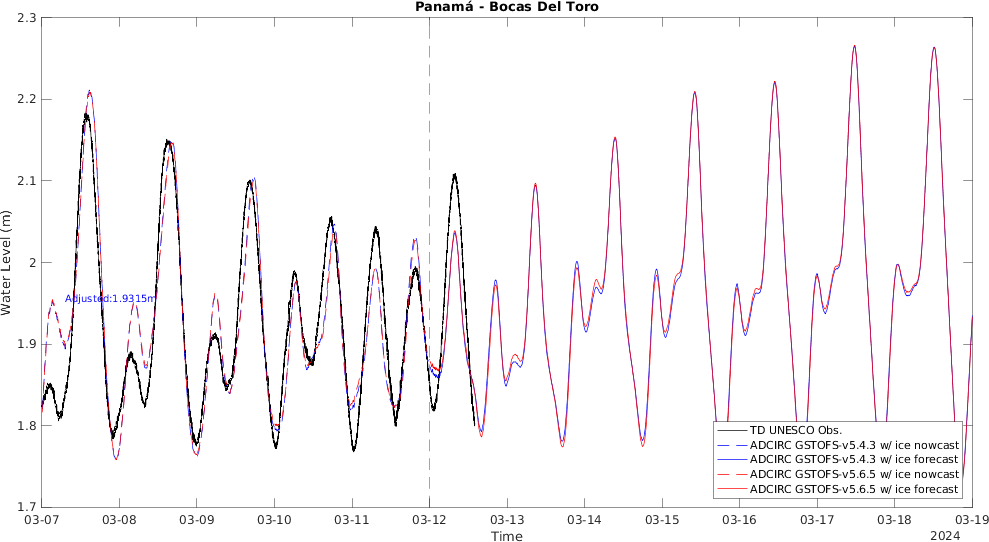 Panamá - Bocas Del Toro
2.3
2.2
2.1
2
1.9
1.8
1.7
Water Level (m)
Adjusted:1.9315m
TD UNESCO Obs.
ADCIRC GSTOFS-v5.4.3 w/ ice nowcast
ADCIRC GSTOFS-v5.4.3 w/ ice forecast
ADCIRC GSTOFS-v5.6.5 w/ ice nowcast
ADCIRC GSTOFS-v5.6.5 w/ ice forecast
03-07 03-08 03-09 03-10 03-11 03-12 03-13 03-14 03-15 03-16 03-17 03-18 03-19
Time
2024